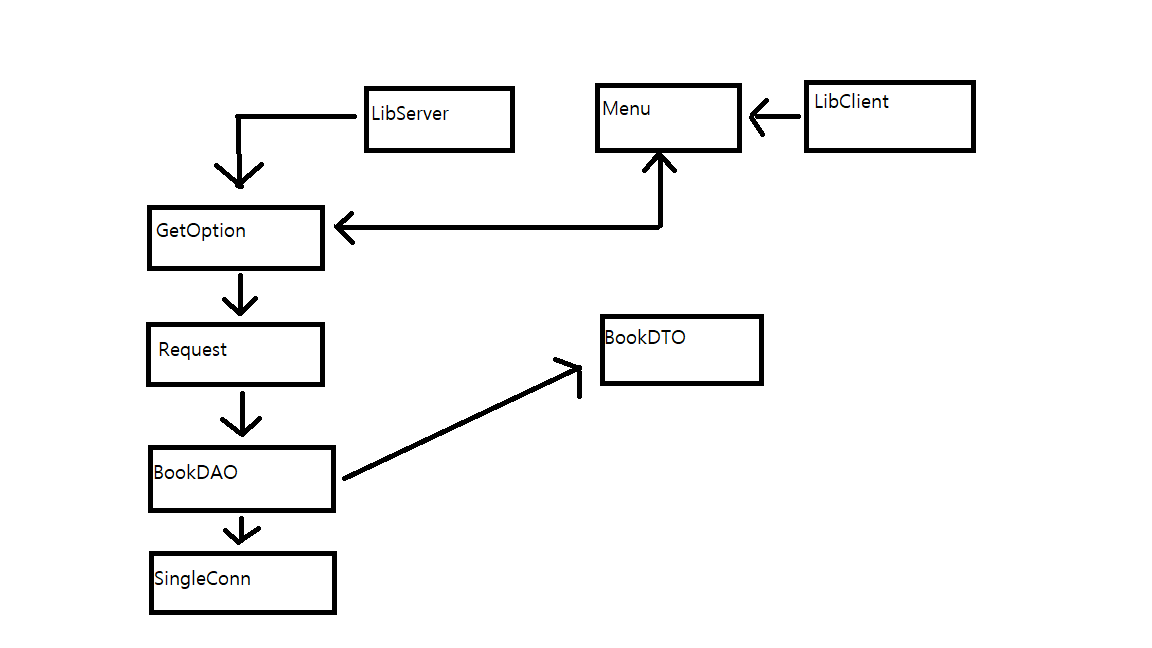 LibServer
Menu
LibClient
GetOption
Request
BookDTO
BookDAO
SingleConn